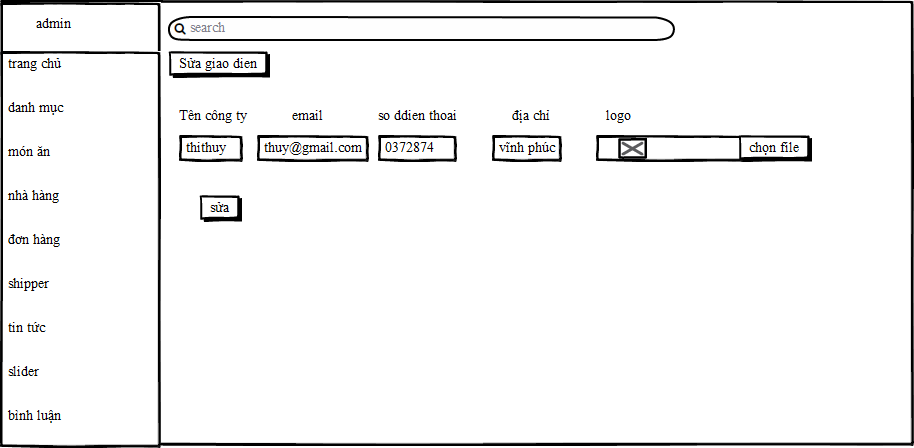 admin
search
trang chủ
danh mục
món ăn
nhà hàng
đơn hàng
shipper
tin tức
slider
bình luận
Sửa giao dien
Tên công ty email so ddien thoai địa chỉ logo
thithuy thuy@gmail.com 0372874 vĩnh phúc chọn file
sửa